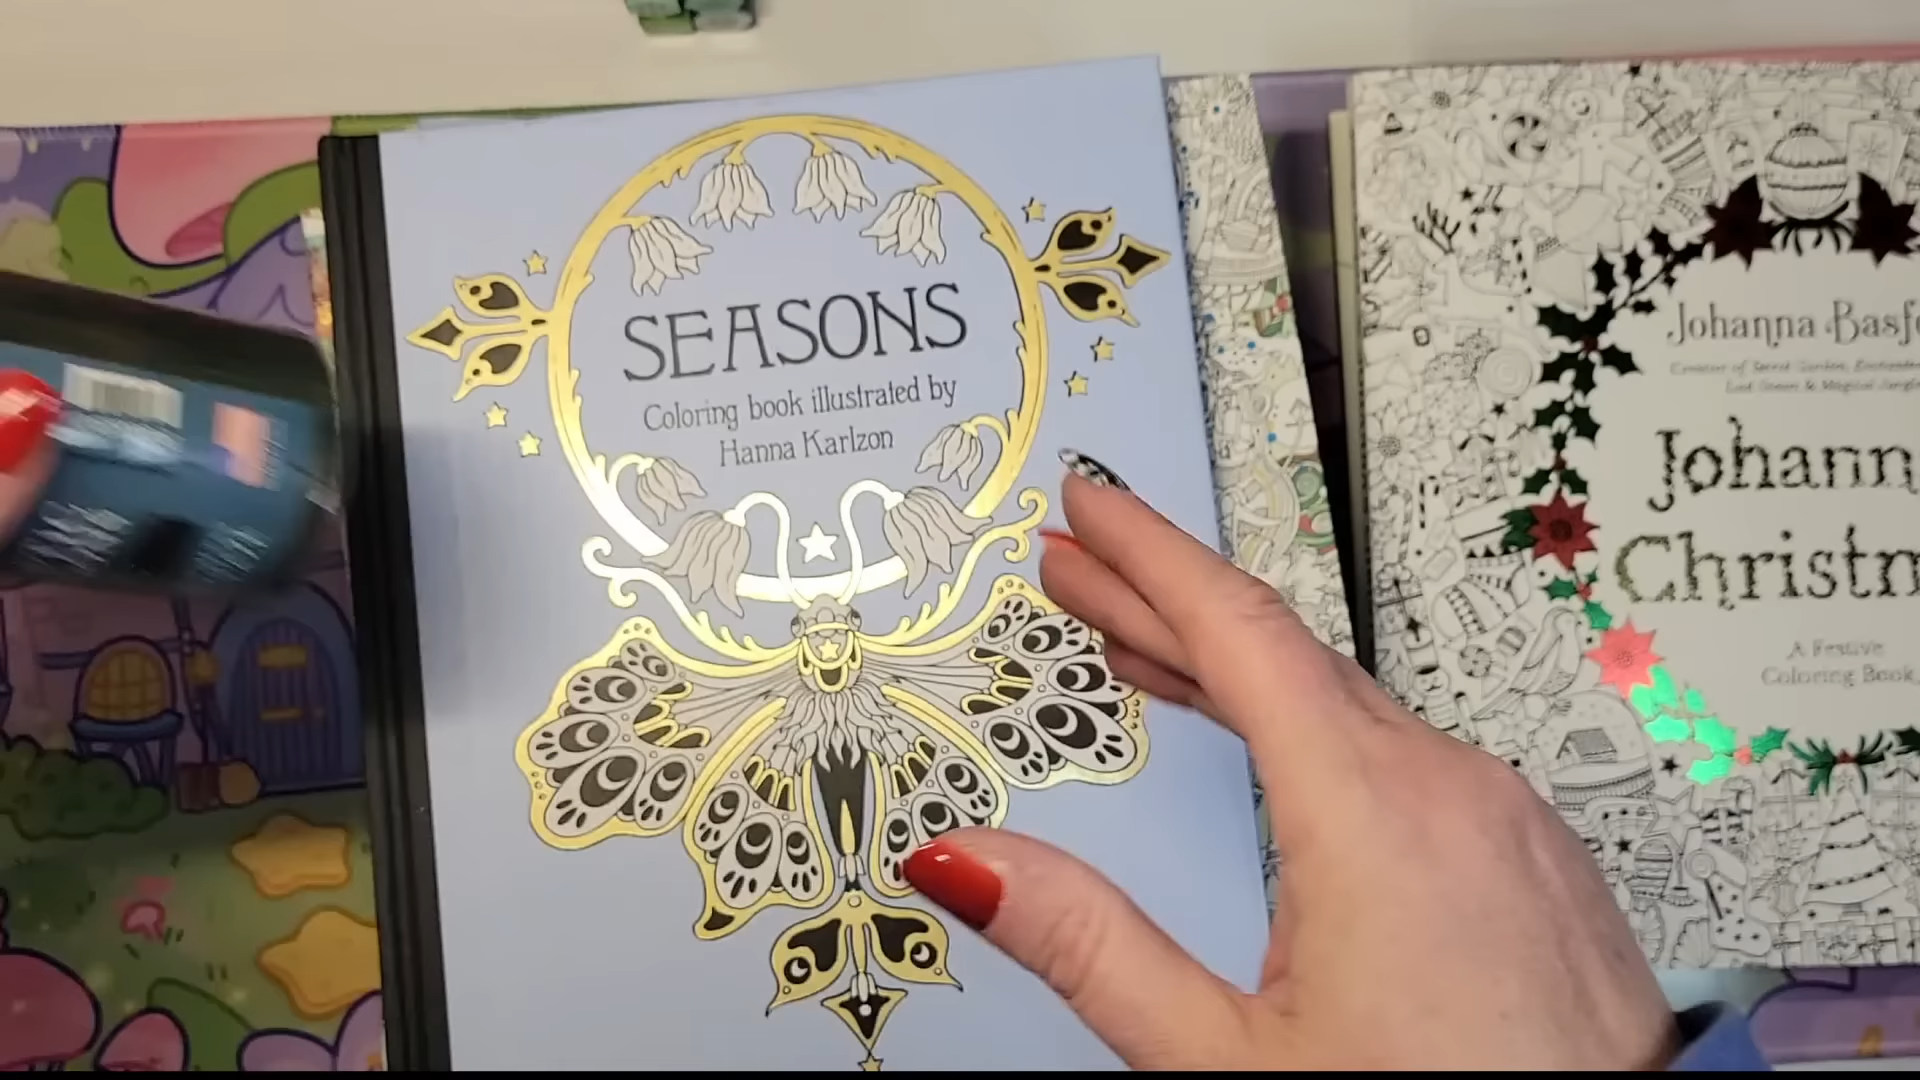 SEASONS
Coloring book illustrated by
Hanna Karlzon
Johanna Basfo
Creator of Secret Garden,
Lost Ocean & Magical Jungle
Johann
Christm
A Festive
Coloring Book